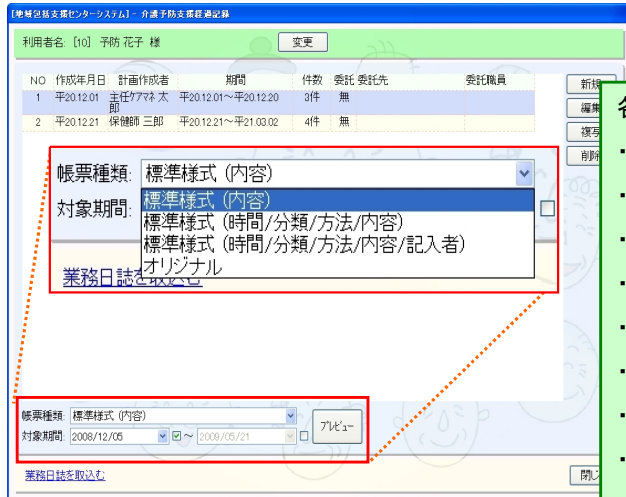 [地域包括支援センターシステム] - 介護予防支援経過記録
利用者名: [10] 予防 花子 様 変更
NO 作成年月日 計画作成者 期間 件数 委託 委託先 委託職員
1 平20.12.01 主任ケアマネ 太郎 平20.12.01～平20.12.20 3件 無
2 平20.12.21 保健師 三郎 平20.12.21～平21.03.02 4件 無
新規
編集
複写
削除
帳票種類: 標準様式 (内容)
対象期間: 標準様式 (内容)
標準様式 (時間/分類/方法/内容)
標準様式 (時間/分類/方法/内容/記入者)
オリジナル
業務日誌を取込む
帳票種類: 標準様式 (内容)
対象期間: 2008/12/05 ～ 2009/05/21
プレビュー
業務日誌を取込む